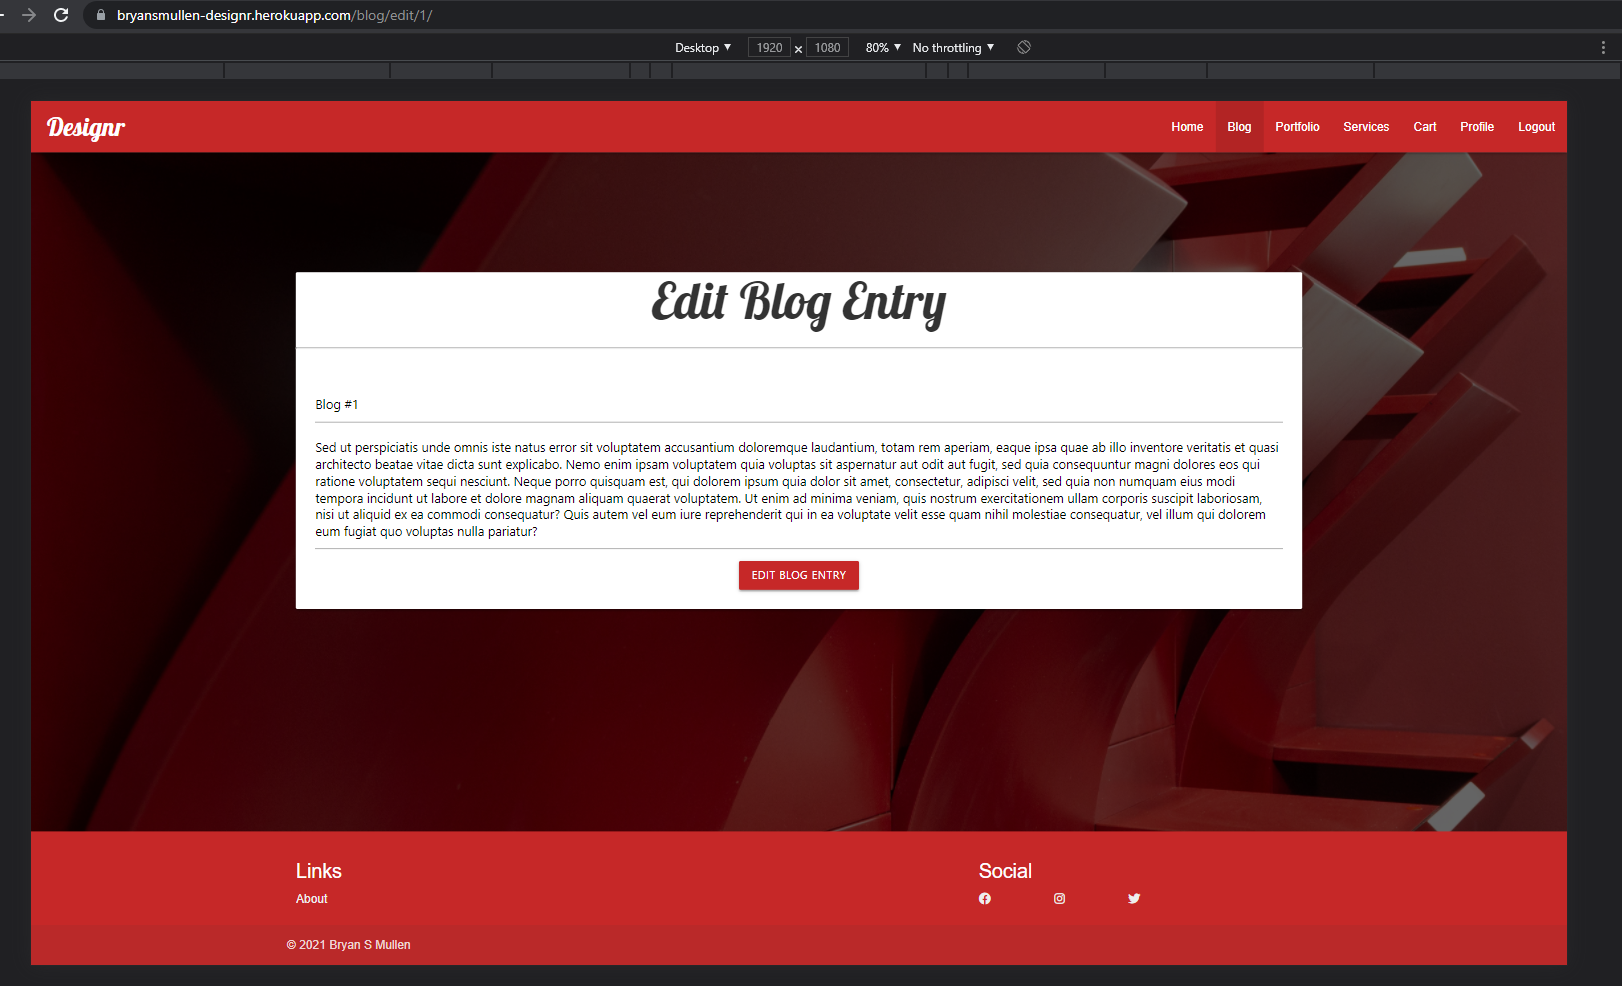 bryansmullen-designr.herokuapp.com/blog/edit/1/
Desktop ▼ 1920 × 1080 80% ▼ No throttling ▼
Designr
Home Blog Portfolio Services Cart Profile Logout
Edit Blog Entry
Blog #1
Sed ut perspiciatis unde omnis iste natus error sit voluptatem accusantium doloremque laudantium, totam rem aperiam, eaque ipsa quae ab illo inventore veritatis et quasi
architecto beatae vitae dicta sunt explicabo. Nemo enim ipsam voluptatem quia voluptas sit aspernatur aut odit aut fugit, sed quia consequuntur magni dolores eos qui
ratione voluptatem sequi nesciunt. Neque porro quisquam est, qui dolorem ipsum quia dolor sit amet, consectetur, adipisci velit, sed quia non numquam eius modi
tempora incidunt ut labore et dolore magnam aliquam quaerat voluptatem. Ut enim ad minima veniam, quis nostrum exercitationem ullam corporis suscipit laboriosam,
nisi ut aliquid ex ea commodi consequatur? Quis autem vel eum iure reprehenderit qui in ea voluptate velit esse quam nihil molestiae consequatur, vel illum qui dolorem
eum fugiat quo voluptas nulla pariatur?
EDIT BLOG ENTRY
Links
About
Social
© 2021 Bryan S Mullen